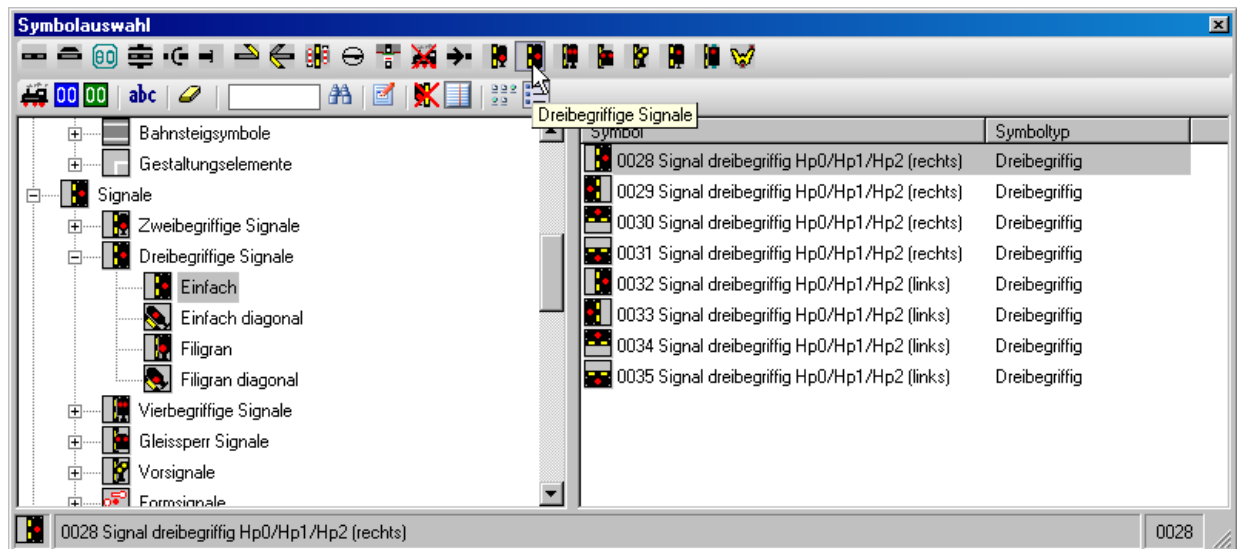 Symbolauswahl
00 00 abc
Dreibegriffige Signale
Bahnsteigsymbole
Gestaltungselemente
Signale
Zweibegriffige Signale
Dreibegriffige Signale
Einfach
Einfach diagonal
Filigran
Filigran diagonal
Vierbegriffige Signale
Gleissperr Signale
Vorsignale
Formsignale
Symbol Symboltyp
0028 Signal dreibegriffig Hp0/Hp1/Hp2 (rechts) Dreibegriffig
0029 Signal dreibegriffig Hp0/Hp1/Hp2 (rechts) Dreibegriffig
0030 Signal dreibegriffig Hp0/Hp1/Hp2 (rechts) Dreibegriffig
0031 Signal dreibegriffig Hp0/Hp1/Hp2 (rechts) Dreibegriffig
0032 Signal dreibegriffig Hp0/Hp1/Hp2 (links) Dreibegriffig
0033 Signal dreibegriffig Hp0/Hp1/Hp2 (links) Dreibegriffig
0034 Signal dreibegriffig Hp0/Hp1/Hp2 (links) Dreibegriffig
0035 Signal dreibegriffig Hp0/Hp1/Hp2 (links) Dreibegriffig
0028 Signal dreibegriffig Hp0/Hp1/Hp2 (rechts) 0028